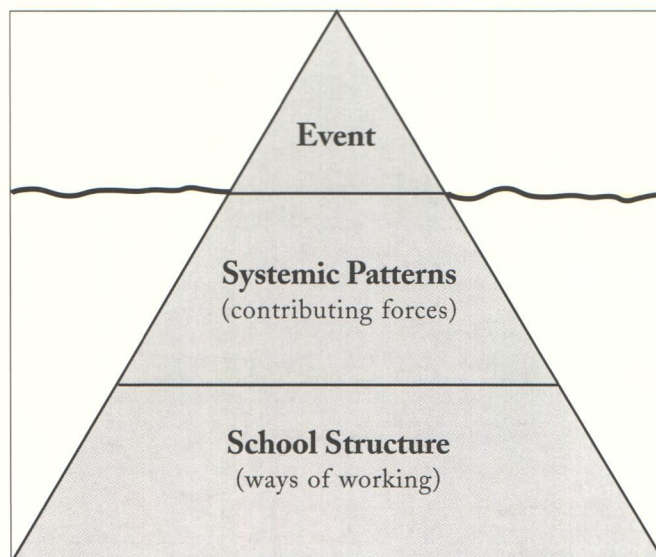 Event
Systemic Patterns
(contributing forces)
School Structure
(ways of working)